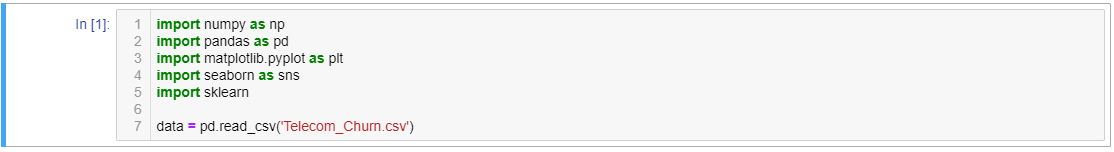 In [1]:
1 import numpy as np
2 import pandas as pd
3 import matplotlib.pyplot as plt
4 import seaborn as sns
5 import sklearn
6
7 data = pd.read_csv('Telecom_Churn.csv')